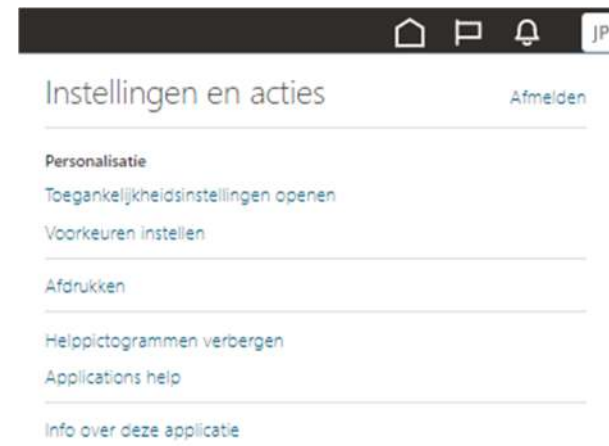 JP
Instellingen en acties
Afmelden
Personalisatie
Toegankelijkheidsinstellingen openen
Voorkeuren instellen
Afdrukken
Helppictogrammen verbergen
Applications help
Info over deze applicatie